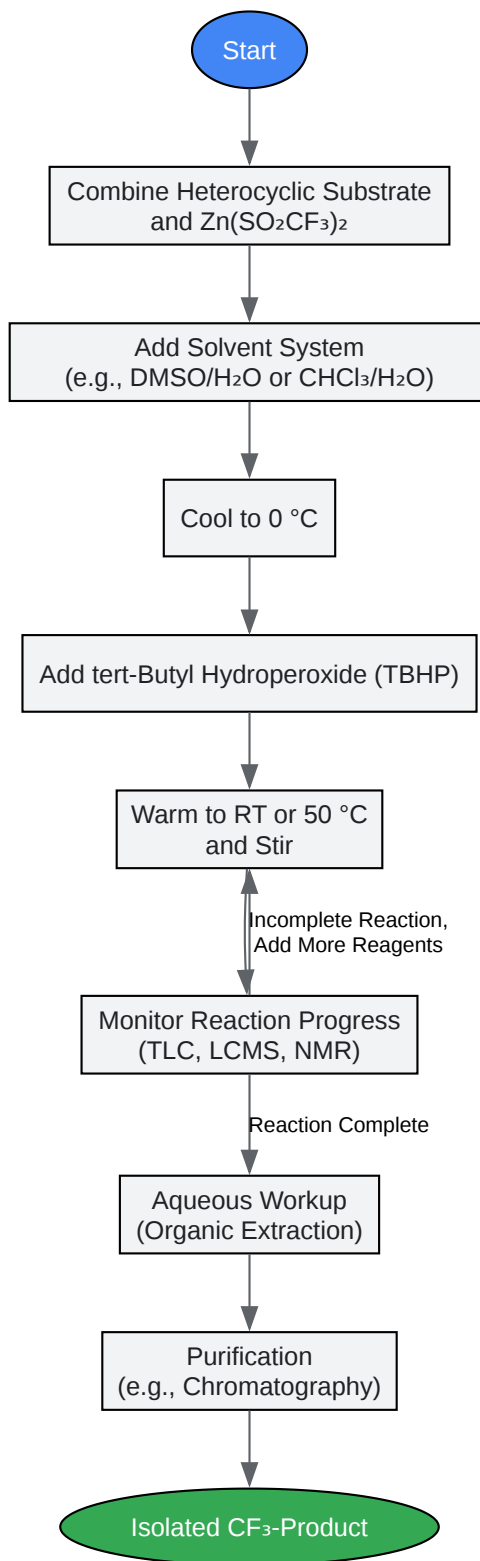 Start
Combine Heterocyclic Substrate
and Zn(SO₂CF₃)₂
Add Solvent System
(e.g., DMSO/H₂O or CHCl₃/H₂O)
Cool to 0 °C
Add tert-Butyl Hydroperoxide (TBHP)
Warm to RT or 50 °C
and Stir
Incomplete Reaction,
Add More Reagents
Monitor Reaction Progress
(TLC, LCMS, NMR)
Reaction Complete
Aqueous Workup
(Organic Extraction)
Purification
(e.g., Chromatography)
Isolated CF₃-Product